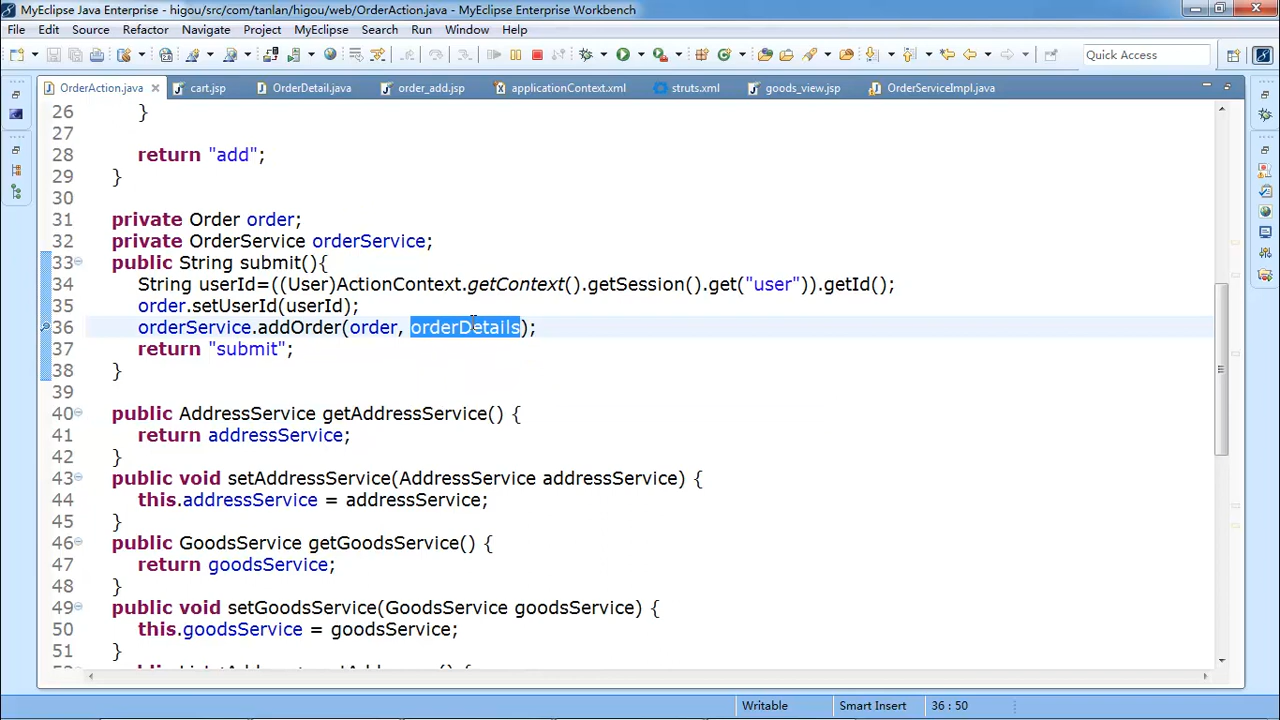 MyEclipse Java Enterprise - higou/src/com/tanlan/higou/web/OrderAction.java - MyEclipse Enterprise Workbench
File Edit Source Refactor Navigate Project MyEclipse Search Run Window Help
Quick Access
OrderAction.java cart.jsp OrderDetail.java order_add.jsp applicationContext.xml struts.xml goods_view.jsp OrderServiceImpl.java
26 }
27
28 return "add";
29 }
30
31 private Order order;
32 private OrderService orderService;
33 public String submit(){
34 String userId=((User)ActionContext.getContext().getSession().get("user")).getId();
35 order.setUserId(userId);
36 orderService.addOrder(order, orderDetails);
37 return "submit";
38 }
39
40 public AddressService getAddressService() {
41 return addressService;
42 }
43 public void setAddressService(AddressService addressService) {
44 this.addressService = addressService;
45 }
46 public GoodsService getGoodsService() {
47 return goodsService;
48 }
49 public void setGoodsService(GoodsService goodsService) {
50 this.goodsService = goodsService;
51 }
Writable Smart Insert 36 : 50